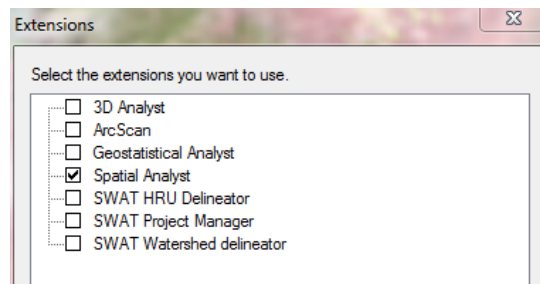 Extensions
Select the extensions you want to use.
3D Analyst
ArcScan
Geostatistical Analyst
Spatial Analyst
SWAT HRU Delineator
SWAT Project Manager
SWAT Watershed delineator